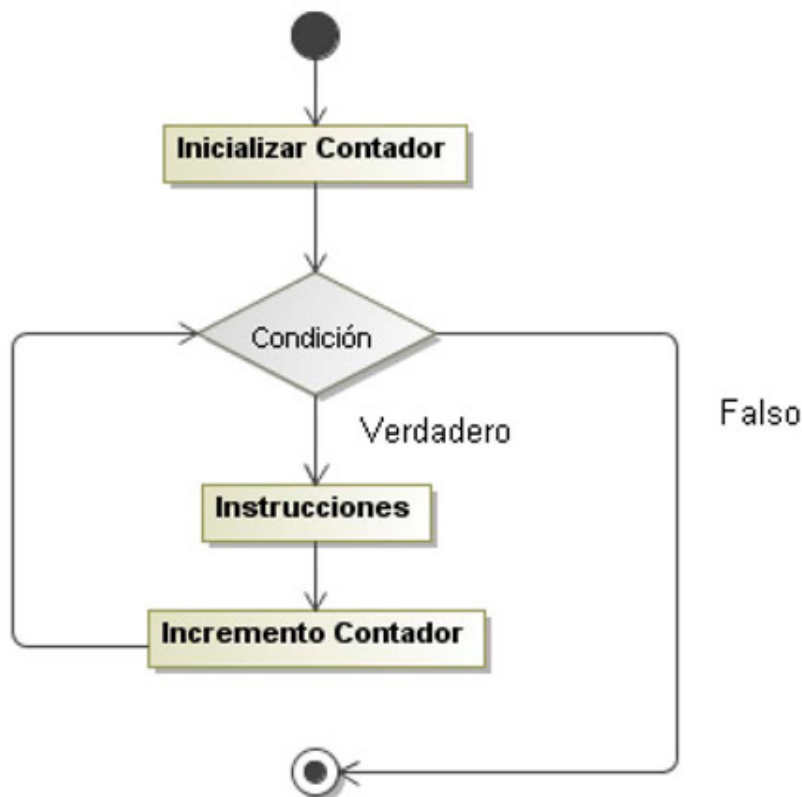 Inicializar Contador
Condición
Verdadero
Falso
Instrucciones
Incremento Contador